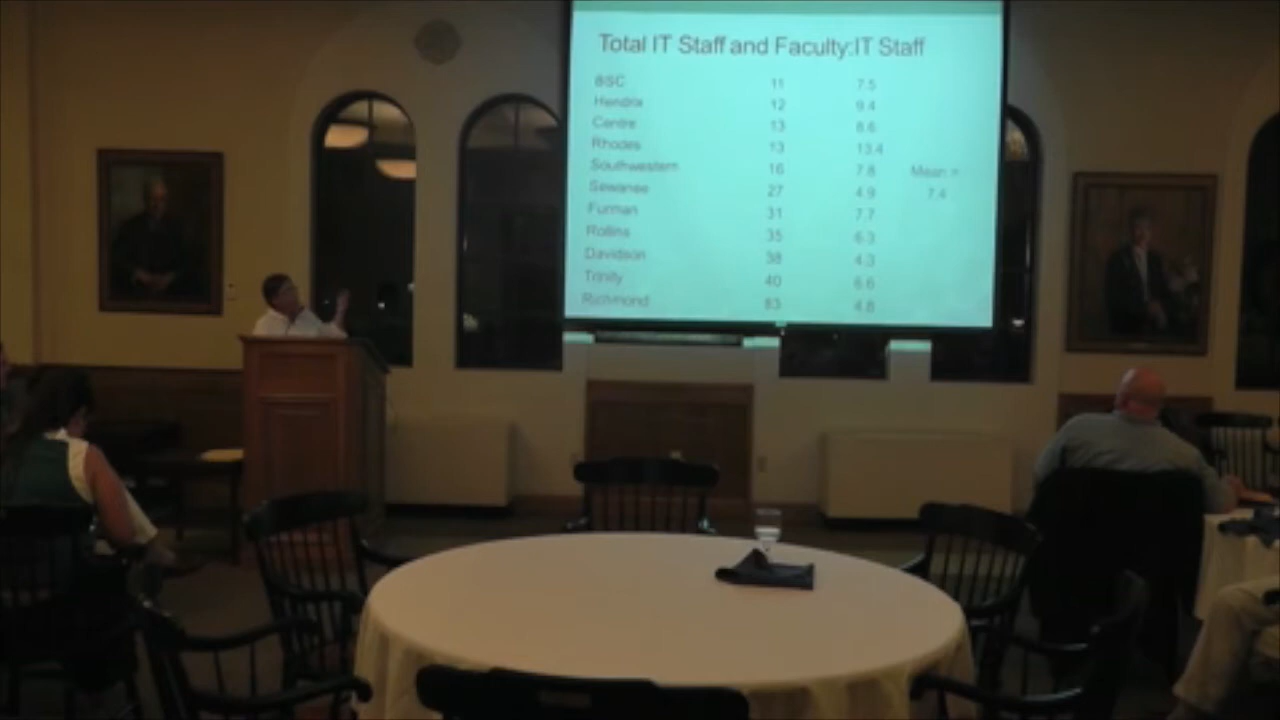 Total IT Staff and Faculty:IT Staff
BSC 11 7.5
Hendrix 12 9.4
Centre 13 8.6
Rhodes 13 13.4
Southwestern 16 7.8
Mean =
Sewanee 27 4.9
7.4
Furman 31 7.7
Rollins 35 6.3
Davidson 38 4.3
Trinity 40 6.6
Richmond 83 4.8